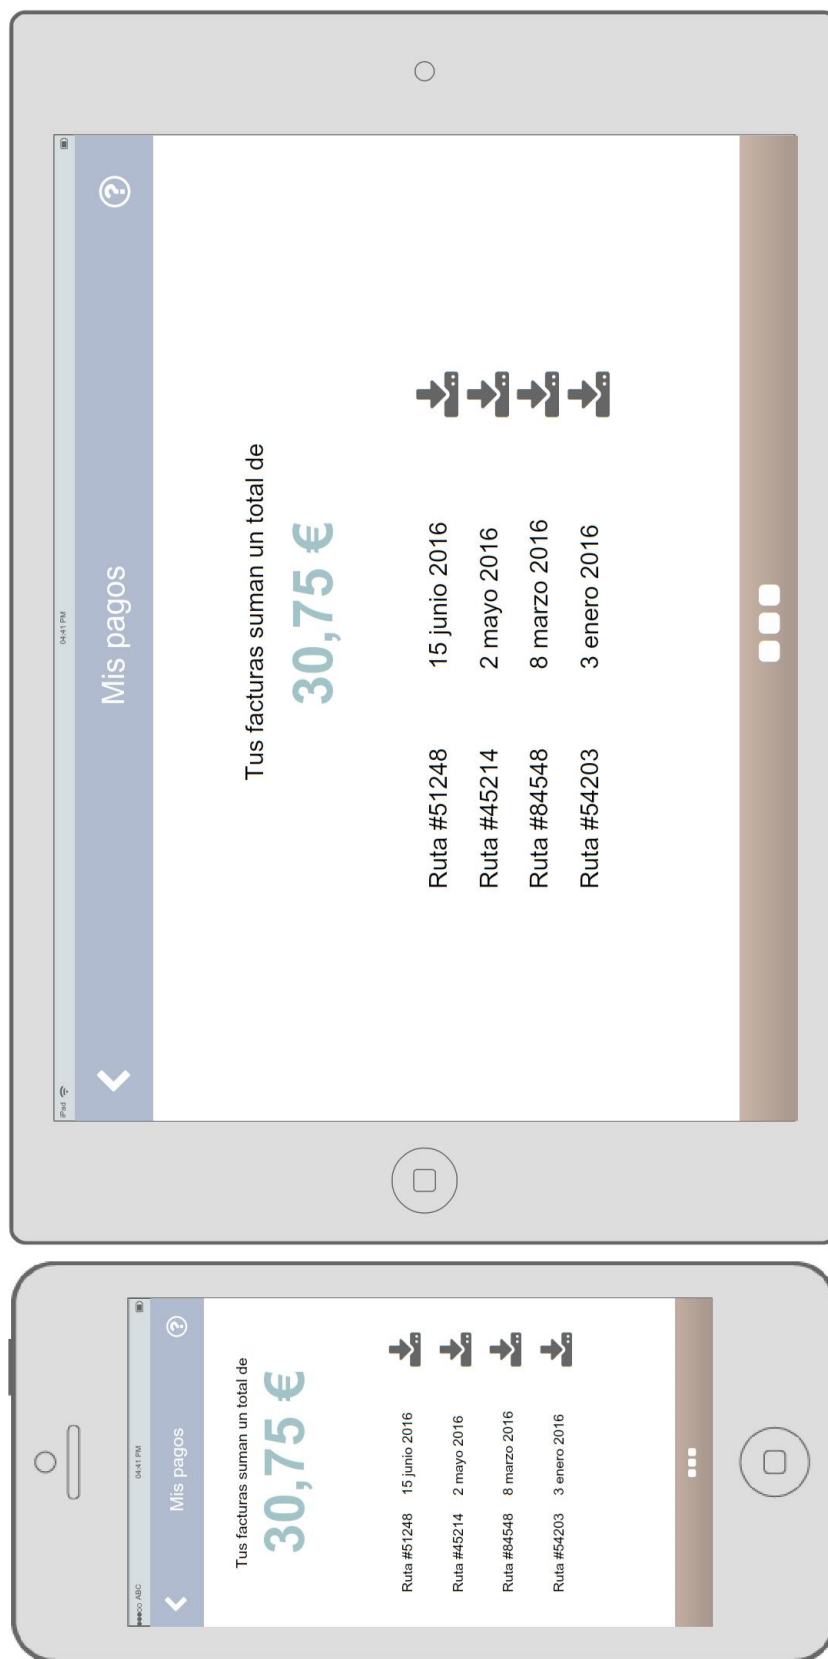 ●●●○○ ABC 04:41 PM
Mis pagos
Tus facturas suman un total de
30,75 €
Ruta #51248 15 junio 2016
Ruta #45214 2 mayo 2016
Ruta #84548 8 marzo 2016
Ruta #54203 3 enero 2016
iPad 04:41 PM
Mis pagos
Tus facturas suman un total de
30,75 €
Ruta #51248 15 junio 2016
Ruta #45214 2 mayo 2016
Ruta #84548 8 marzo 2016
Ruta #54203 3 enero 2016